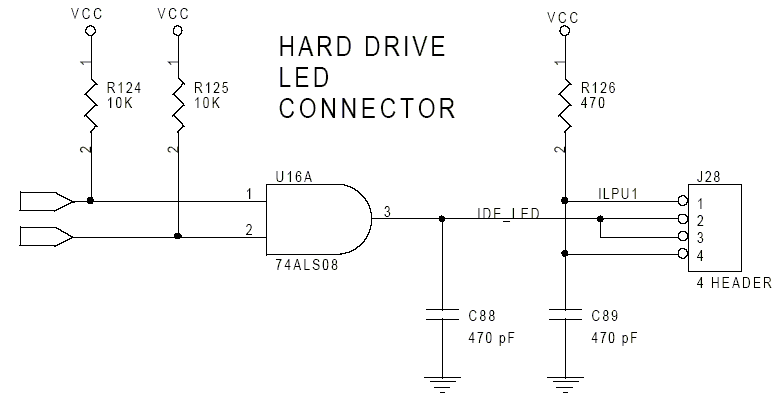 VCC
VCC
VCC
HARD DRIVE
LED
CONNECTOR
1
1
1
R124
10K
R125
10K
R126
470
2
2
2
U16A
J28
1
3
IDE_LED
ILPU1
1
2
2
3
4
74ALS08
4 HEADER
C88
470 pF
C89
470 pF